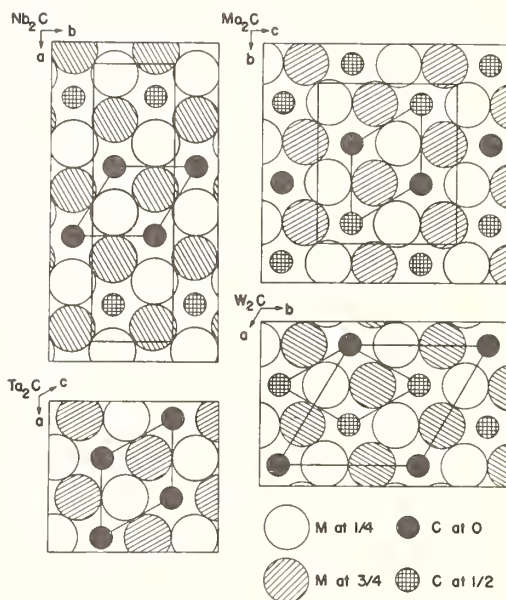 Nb₂C
b
a
Mo₂C
c
b
W₂C
b
a
Ta₂C
c
a
M at 1/4
C at 0
M at 3/4
C at 1/2